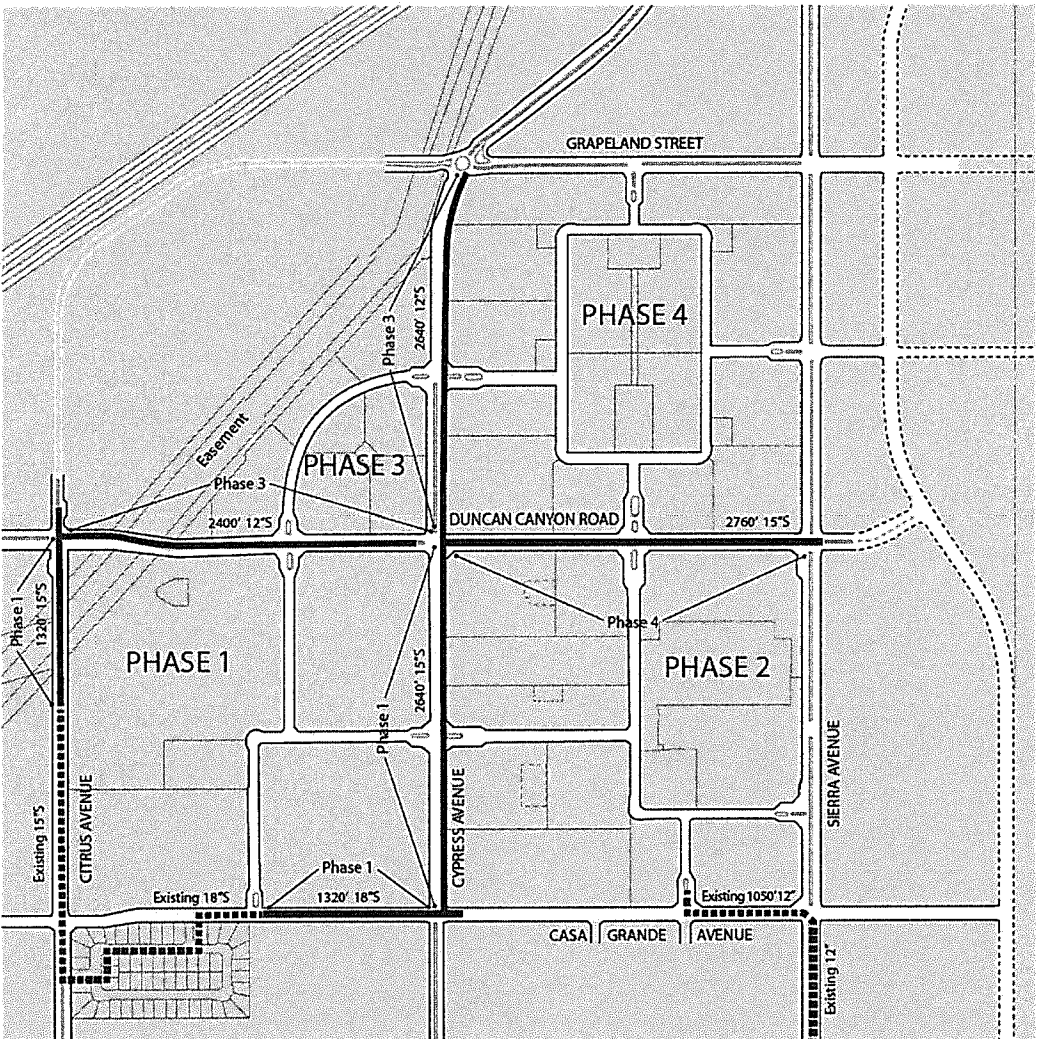 GRAPELAND STREET
2640' 12"S
Phase 3
PHASE 4
Easement
PHASE 3
Phase 3
2400' 12"S
DUNCAN CANYON ROAD
2760' 15"S
Phase 1
1320' 15"S
PHASE 1
Phase 4
PHASE 2
2640' 15"S
Phase 1
Existing 15"S
CITRUS AVENUE
CYPRESS AVENUE
SIERRA AVENUE
Phase 1
Existing 18"S
1320' 18"S
Existing 1050'12"
CASA GRANDE AVENUE
Existing 12"